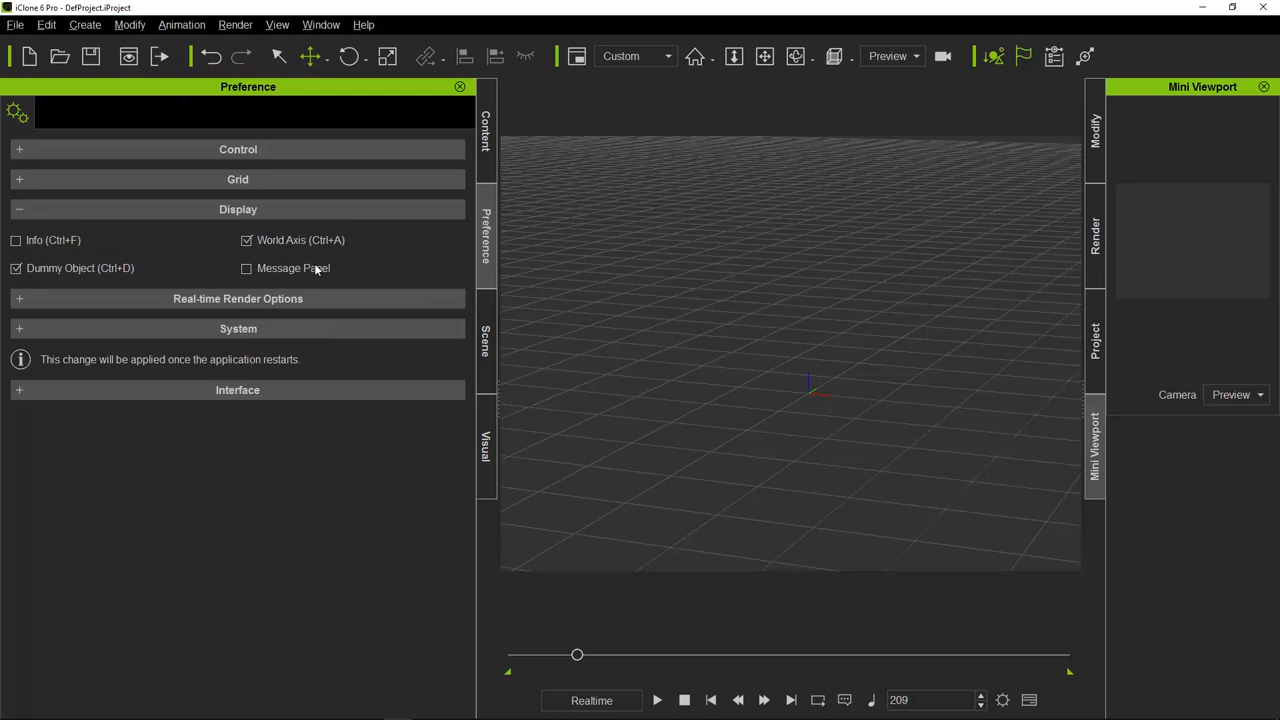 iClone 6 Pro - DefProject.iProject
File Edit Create Modify Animation Render View Window Help
Custom Preview
Preference
Mini Viewport
Control
Grid
Display
Info (Ctrl+F) World Axis (Ctrl+A)
Dummy Object (Ctrl+D) Message Panel
Real-time Render Options
System
This change will be applied once the application restarts.
Interface
Content
Preference
Scene
Visual
Modify
Render
Project
Mini Viewport
Camera Preview
Realtime 209